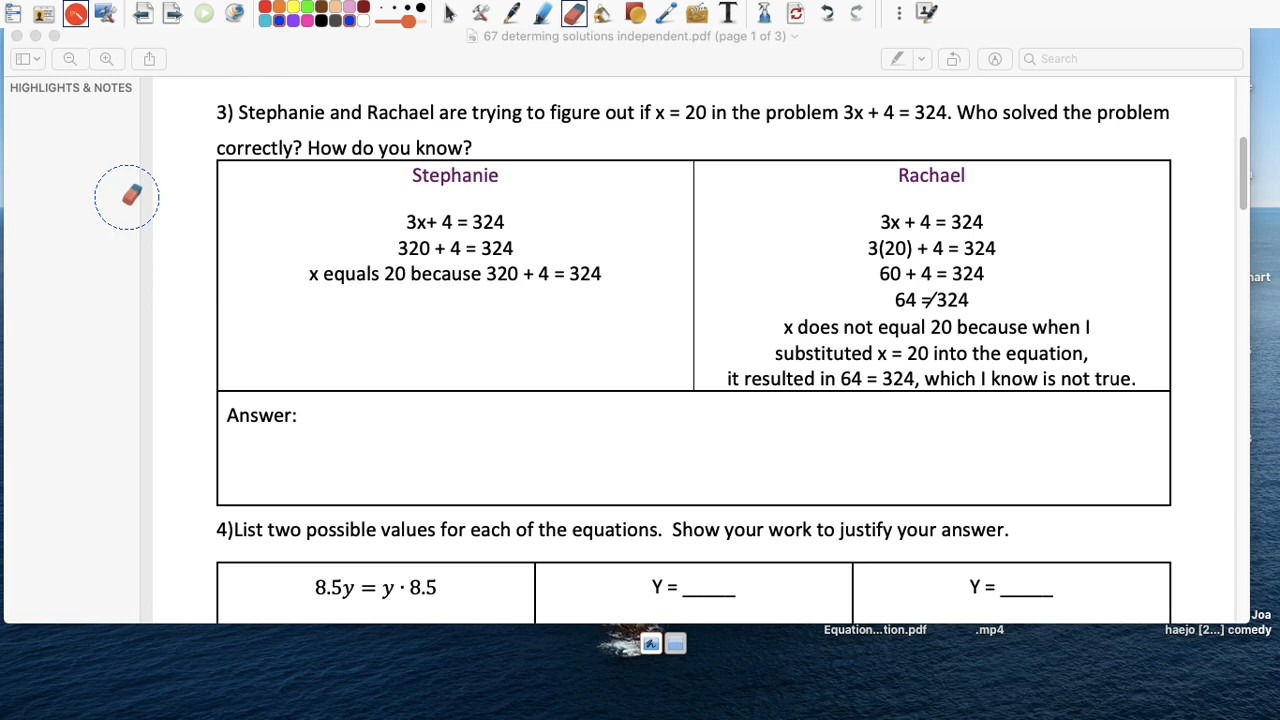 67 determing solutions independent.pdf (page 1 of 3)
Search
HIGHLIGHTS & NOTES
3) Stephanie and Rachael are trying to figure out if x = 20 in the problem 3x + 4 = 324. Who solved the problem
correctly? How do you know?
Stephanie
3x+ 4 = 324
320 + 4 = 324
x equals 20 because 320 + 4 = 324
Rachael
3x + 4 = 324
3(20) + 4 = 324
60 + 4 = 324
64 ≠ 324
x does not equal 20 because when I
substituted x = 20 into the equation,
it resulted in 64 = 324, which I know is not true.
Answer:
4)List two possible values for each of the equations. Show your work to justify your answer.
8.5y = y · 8.5
Y = _____
Y = _____
Equation...tion.pdf
.mp4
Joa
haejo [2...] comedy